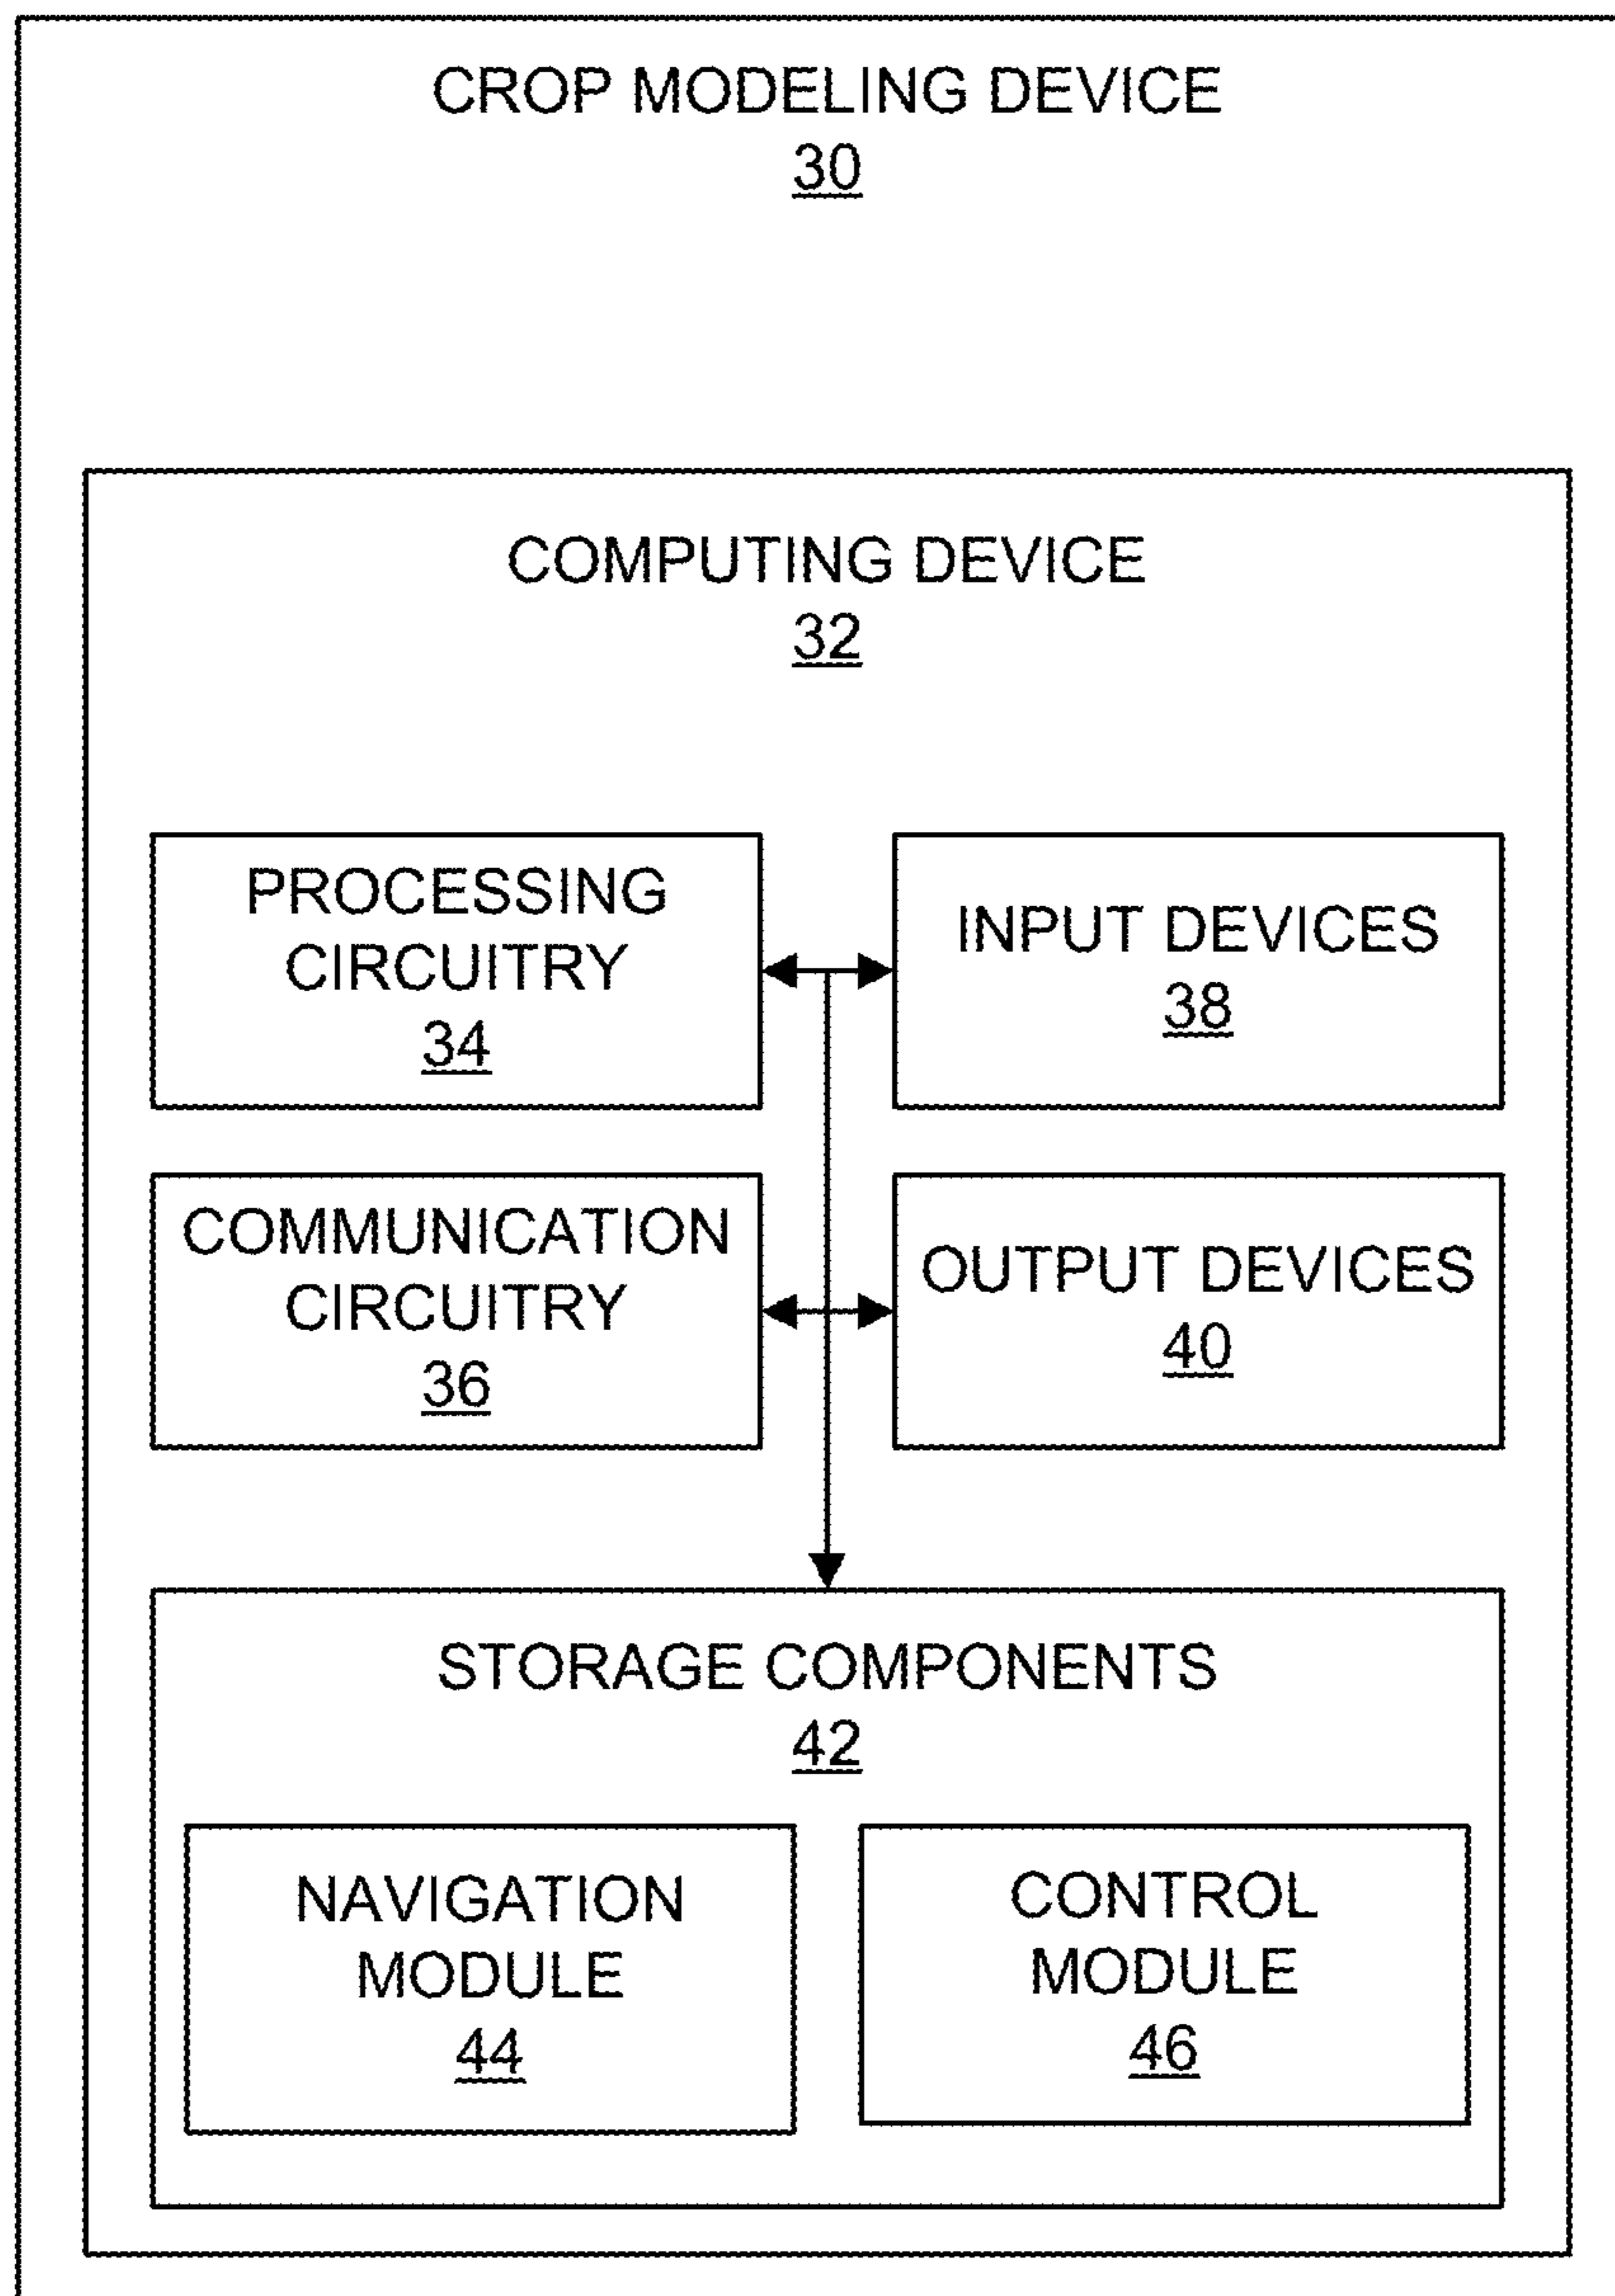 CROP MODELING DEVICE
30
COMPUTING DEVICE
32
PROCESSING
CIRCUITRY
34
INPUT DEVICES
38
COMMUNICATION
CIRCUITRY
36
OUTPUT DEVICES
40
STORAGE COMPONENTS
42
NAVIGATION
MODULE
44
CONTROL
MODULE
46